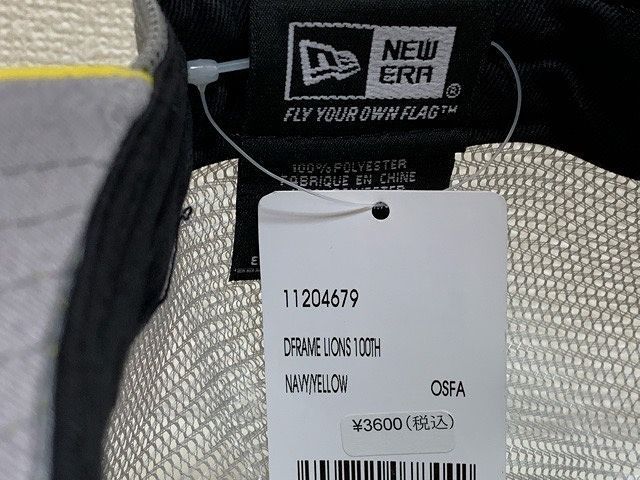 NEW
ERA®
FLY YOUR OWN FLAG™
100% POLYESTER
FABRIQUE EN CHINE
11204679
DFRAME LIONS 100TH
NAVY/YELLOW OSFA
¥3600(税込)